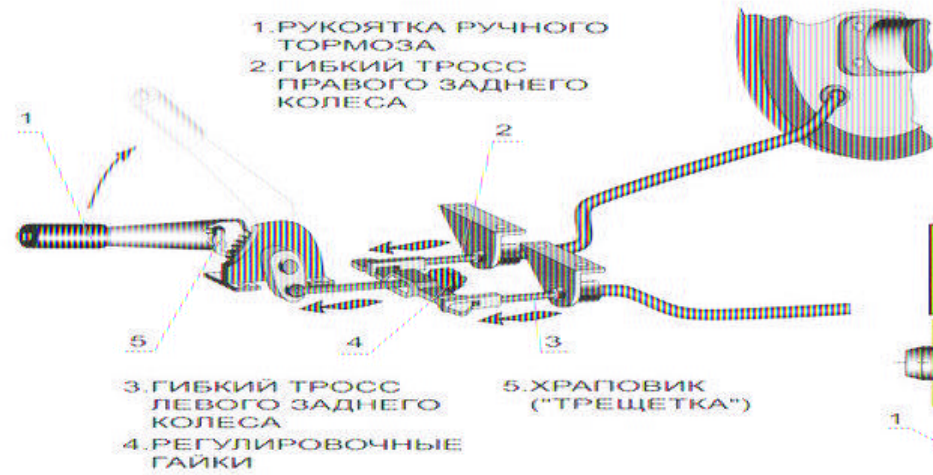 1.РУКОЯТКА РУЧНОГО
ТОРМОЗА
2.ГИБКИЙ ТРОСС
ПРАВОГО ЗАДНЕГО
КОЛЕСА
1
2
5
4
3
3.ГИБКИЙ ТРОСС
ЛЕВОГО ЗАДНЕГО
КОЛЕСА
4.РЕГУЛИРОВОЧНЫЕ
ГАЙКИ
5.ХРАПОВИК
("ТРЕЩЕТКА")
1